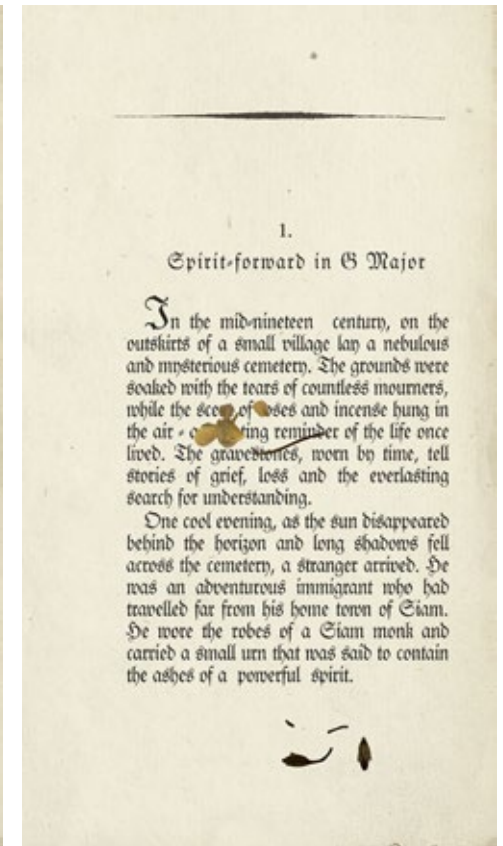 1.
Spirit-forward in G Major
In the mid-nineteen century, on the
outskirts of a small village lay a nebulous
and mysterious cemetery. The grounds were
soaked with the tears of countless mourners,
while the of and incense hung in
the air - reminder of the life once
lived. The gravestones, worn by time, tell
stories of grief, loss and the everlasting
search for understanding.
One cool evening, as the sun disappeared
behind the horizon and long shadows fell
across the cemetery, a stranger arrived. He
was an adventurous immigrant who had
travelled far from his home town of Siam.
He wore the robes of a Siam monk and
carried a small urn that was said to contain
the ashes of a powerful spirit.